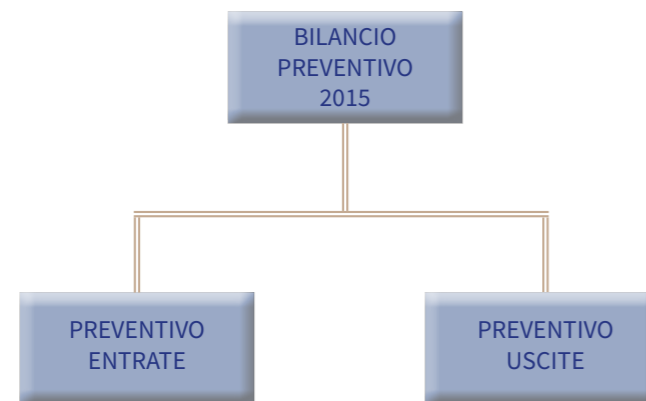 BILANCIO
PREVENTIVO
2015
PREVENTIVO
ENTRATE
PREVENTIVO
USCITE